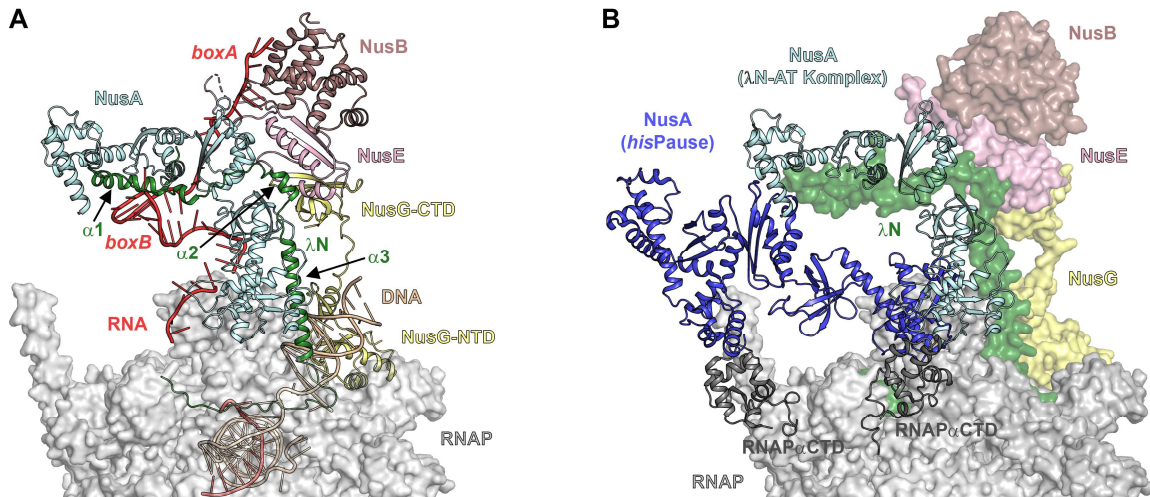 A
boxA
NusB
NusA
NusE
α1
boxB
α2
NusG-CTD
λN
α3
DNA
RNA
NusG-NTD
RNAP
B
NusB
NusA
(λN-AT Komplex)
NusA
(hisPause)
NusE
λN
NusG
RNAPαCTD
RNAPαCTD
RNAP